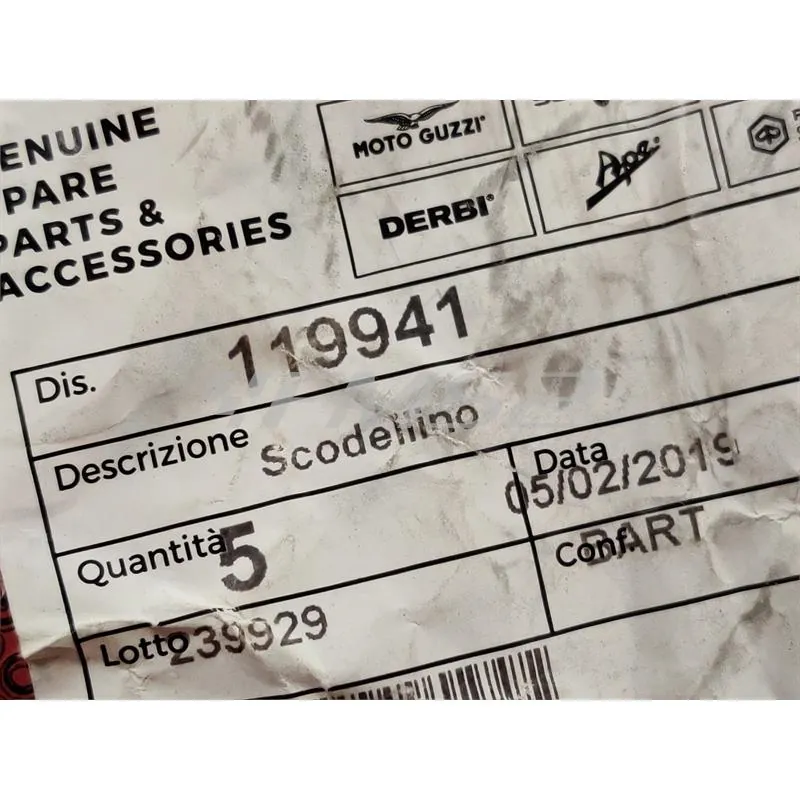 ENUINE
PARE
PARTS &
ACCESSORIES
MOTO GUZZI®
DERBI®
Ape
Dis. 119941
Descrizione Scodellino
Quantità 5
Data 05/02/2019
Conf. BART
Lotto 239929